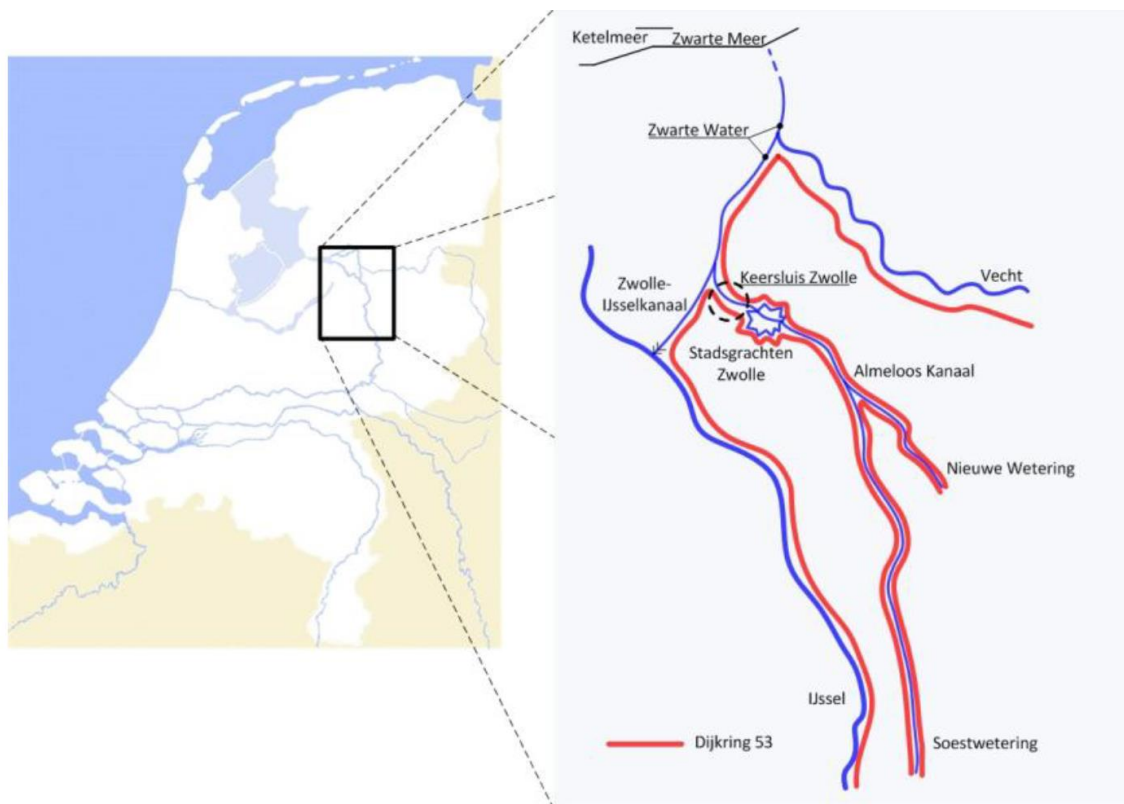 Ketelmeer
Zwarte Meer
Zwarte Water
Vecht
Keersluis Zwolle
Zwolle-
IJsselkanaal
Stadsgrachten
Zwolle
Almeloos Kanaal
Nieuwe Wetering
IJssel
Dijkring 53
Soestwetering